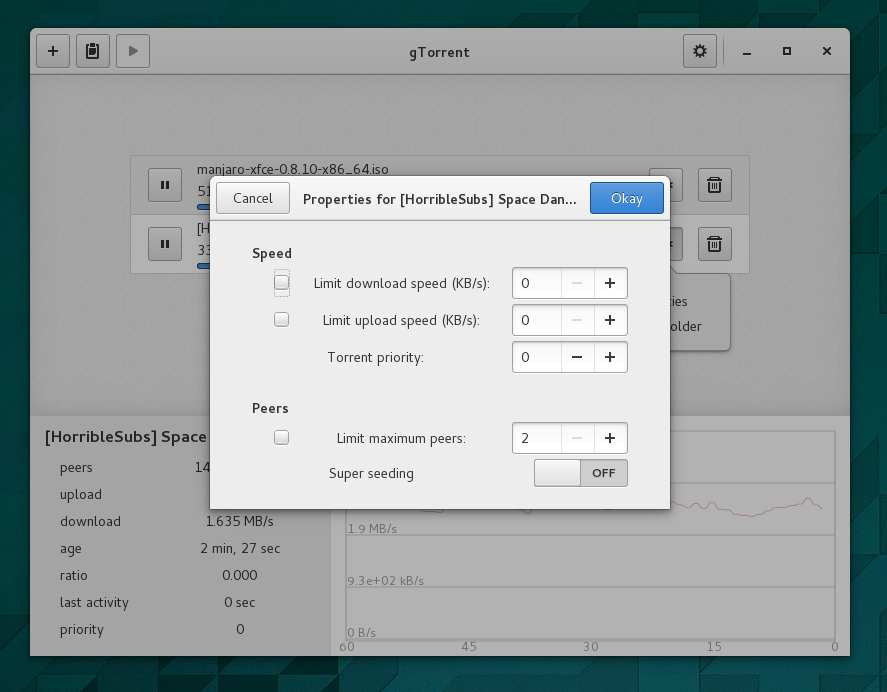 gTorrent
manjaro-xfce-0.8.10-x86_64.iso
51
[H
33
Cancel
Properties for [HorribleSubs] Space Dan...
Okay
Speed
Limit download speed (KB/s):
0
Limit upload speed (KB/s):
0
Torrent priority:
0
Peers
Limit maximum peers:
2
Super seeding
OFF
ies
older
[HorribleSubs] Space
peers 14
upload
download 1.635 MB/s
age 2 min, 27 sec
ratio 0.000
last activity 0 sec
priority 0
1.9 MB/s
9.3e+02 kB/s
0 B/s
60 45 30 15 0